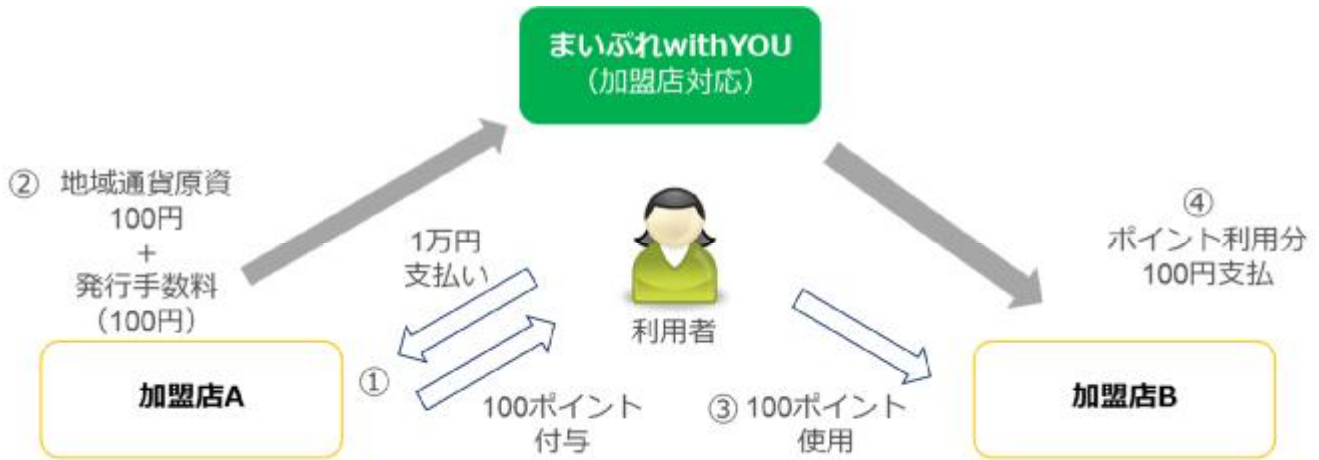 まいぷれwithYOU
（加盟店対応）
② 地域通貨原資
100円
+
発行手数料
（100円）
1万円
支払い
利用者
④
ポイント利用分
100円支払
加盟店A
①
100ポイント
付与
③ 100ポイント
使用
加盟店B